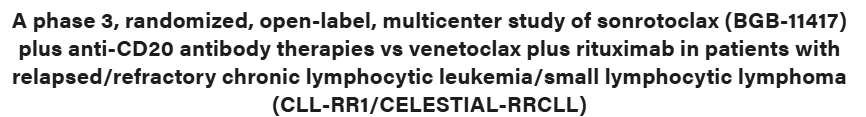 A phase 3, randomized, open-label, multicenter study of sonrotoclax (BGB-11417)
plus anti-CD20 antibody therapies vs venetoclax plus rituximab in patients with
relapsed/refractory chronic lymphocytic leukemia/small lymphocytic lymphoma
(CLL-RR1/CELESTIAL-RRCLL)